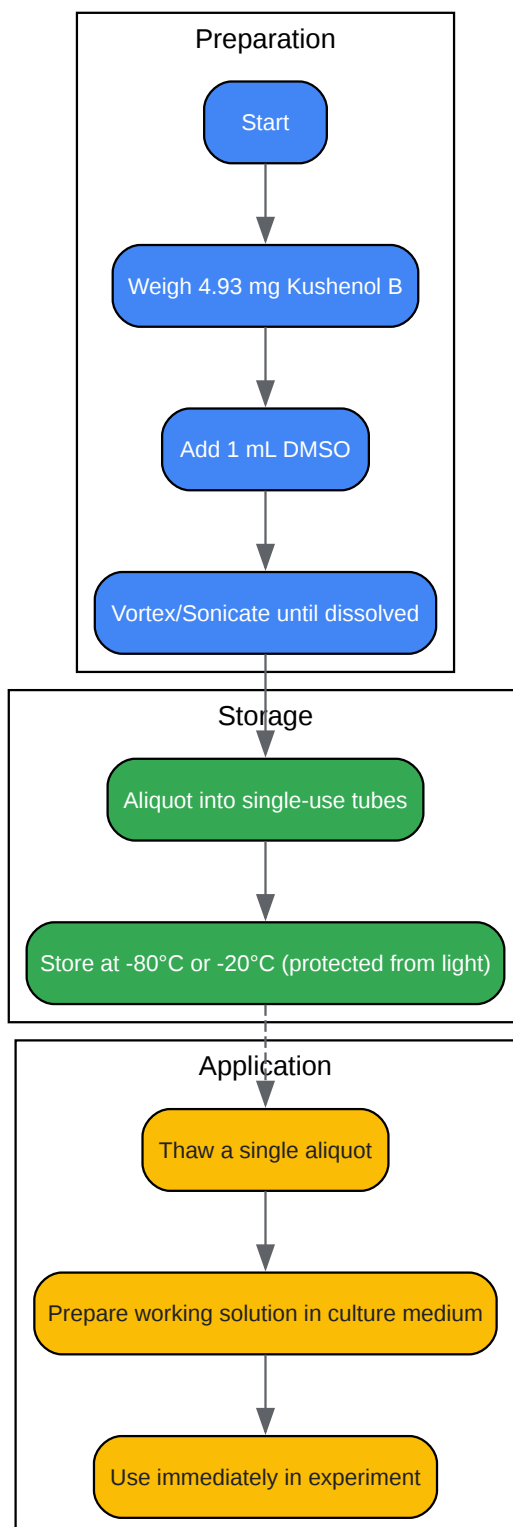 Preparation
Start
Weigh 4.93 mg Kushenol B
Add 1 mL DMSO
Vortex/Sonicate until dissolved
Storage
Aliquot into single-use tubes
Store at -80°C or -20°C (protected from light)
Application
Thaw a single aliquot
Prepare working solution in culture medium
Use immediately in experiment